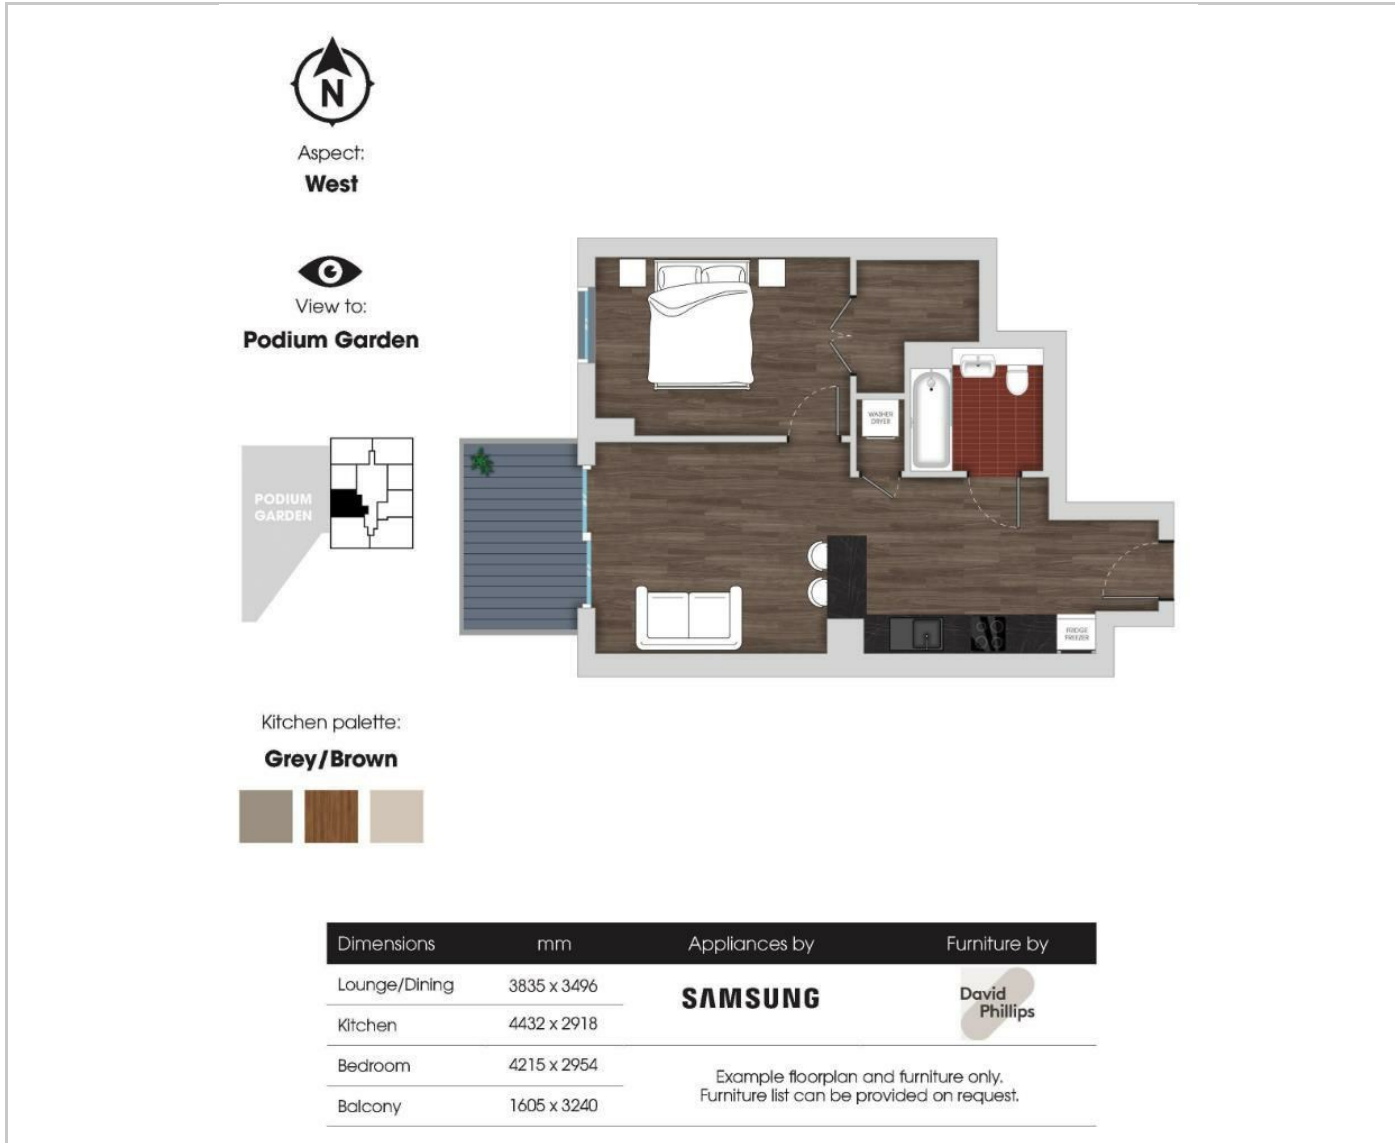 N
Aspect:
West
View to:
Podium Garden
PODIUM
GARDEN
WASHER
DRYER
FRIDGE
FREEZER
Kitchen palette:
Grey/Brown
Dimensions mm Appliances by Furniture by
Lounge/Dining 3835 x 3496
SAMSUNG
David
Phillips
Kitchen 4432 x 2918
Bedroom 4215 x 2954
Example floorplan and furniture only.
Furniture list can be provided on request.
Balcony 1605 x 3240